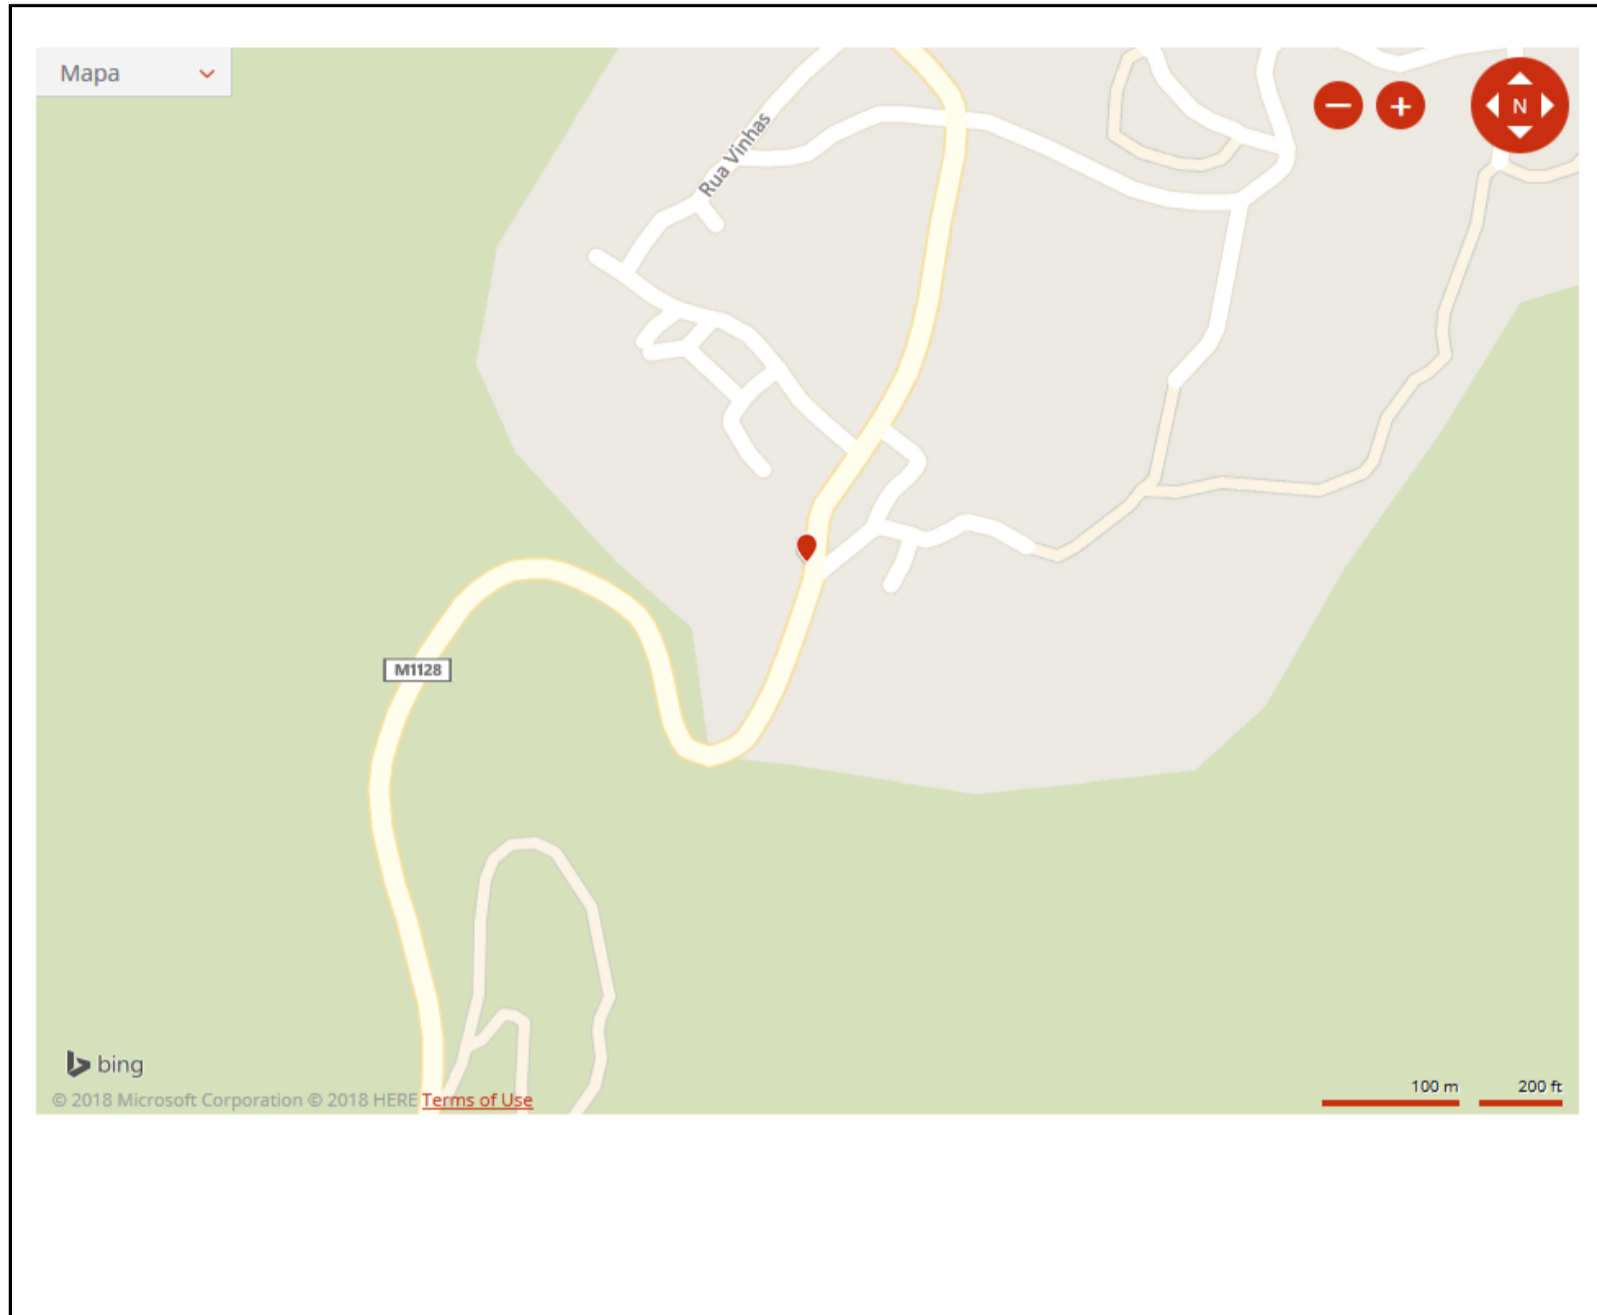 Mapa
N
Rua Vinhas
M1128
bing
© 2018 Microsoft Corporation © 2018 HERE Terms of Use
100 m
200 ft